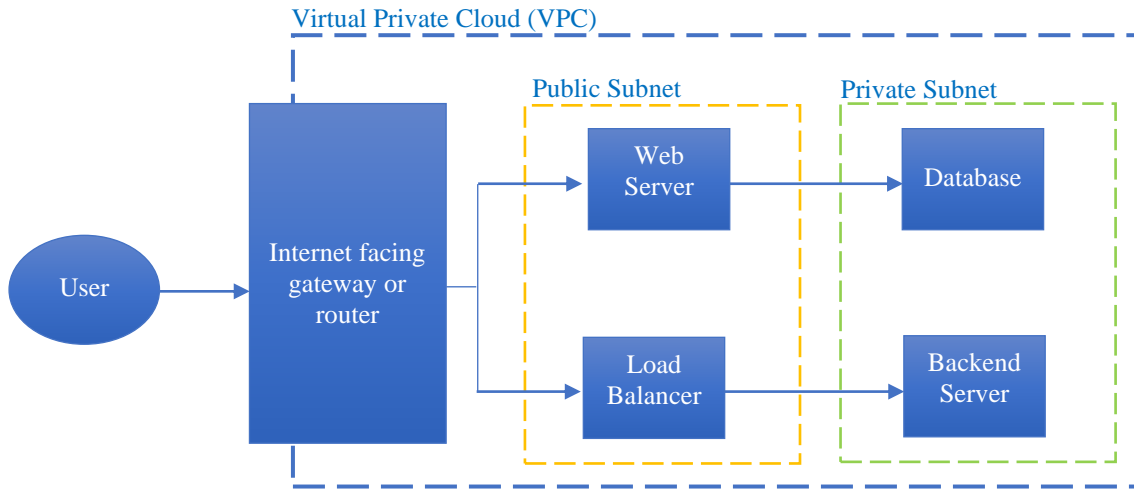 Virtual Private Cloud (VPC)
Public Subnet
Private Subnet
Web
Server
Database
User
Internet facing
gateway or
router
Load
Balancer
Backend
Server